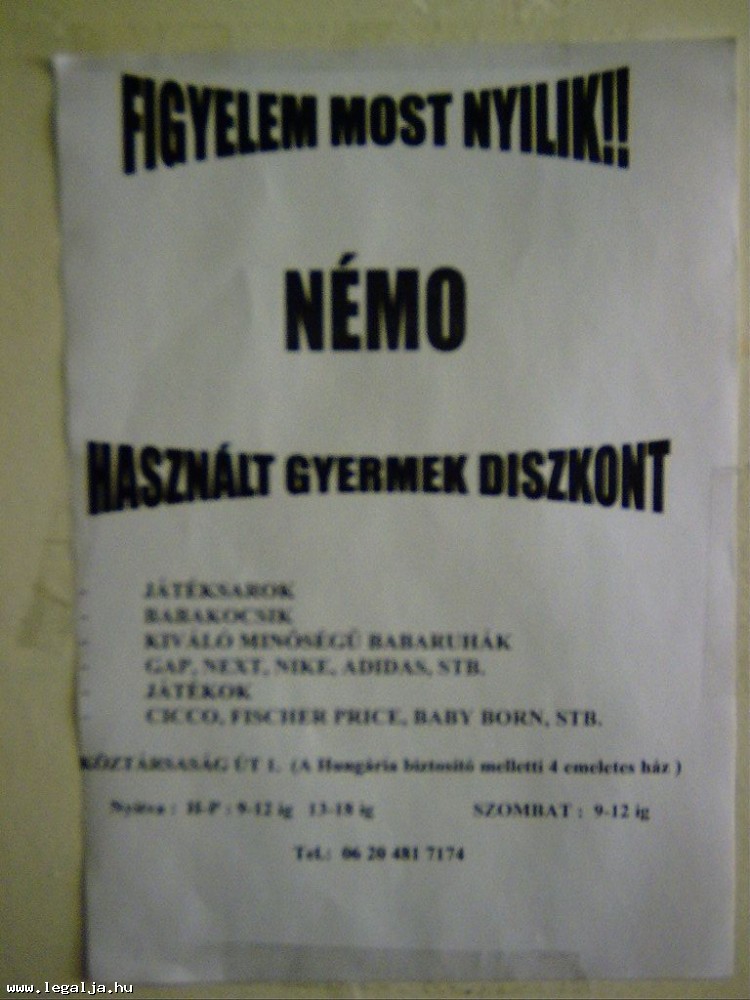 FIGYELEM MOST NYILIK!!
NÉMO
HASZNÁLT GYERMEK DISZKONT
- JÁTÉKSAROK
- BABAKOCSIK
- KIVÁLÓ MINŐSÉGŰ BABARUHÁK
- GAP, NEXT, NIKE, ADIDAS, STB.
- JÁTÉKOK
- CICCO, FISCHER PRICE, BABY BORN, STB.
KÖZTÁRSASÁG ÚT 1. (A Hungária biztosító melletti 4 emeletes ház )
Nyitva : H-P : 9-12 ig 13-18 ig SZOMBAT : 9-12 ig
Tel.: 06 20 481 7174
www.legalja.hu